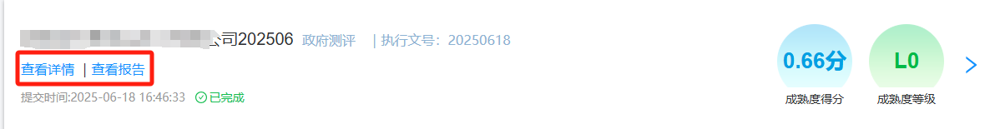 公司202506 政府测评 | 执行文号：20250618
查看详情 | 查看报告
提交时间:2025-06-18 16:46:33 已完成
0.66分
成熟度得分
L0
成熟度等级